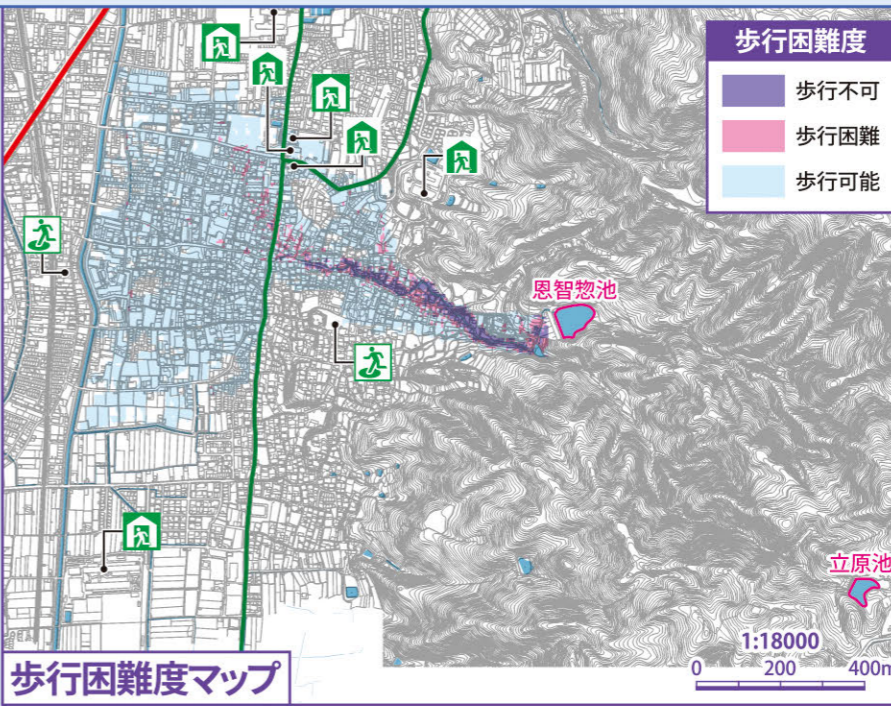 歩行困難度
歩行不可
歩行困難
歩行可能
恩智惣池
立原池
1:18000
0 200 400m
歩行困難度マップ